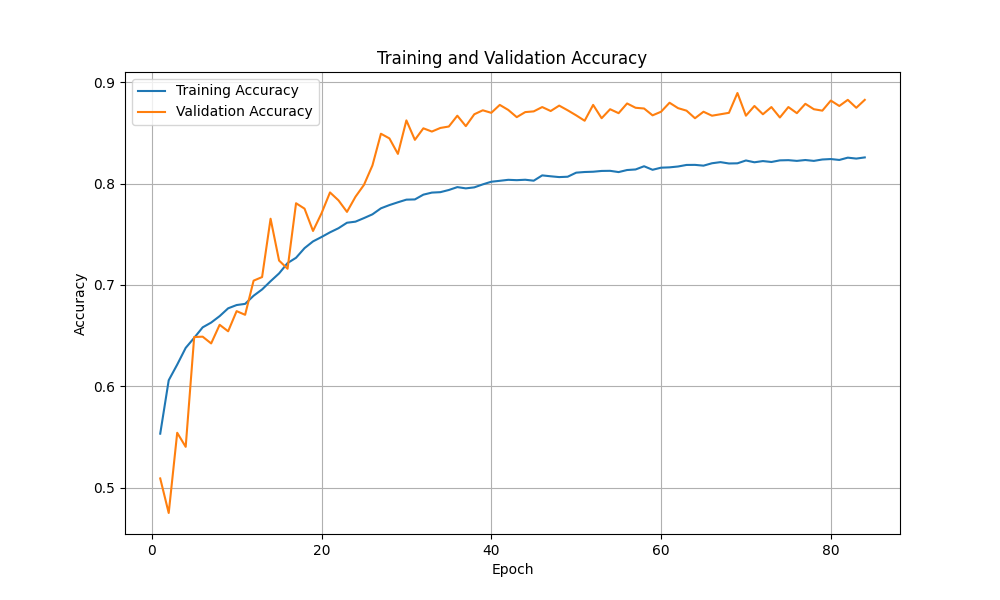 Training and Validation Accuracy
Training Accuracy
Validation Accuracy
Accuracy
0.9
0.8
0.7
0.6
0.5
0 20 40 60 80
Epoch